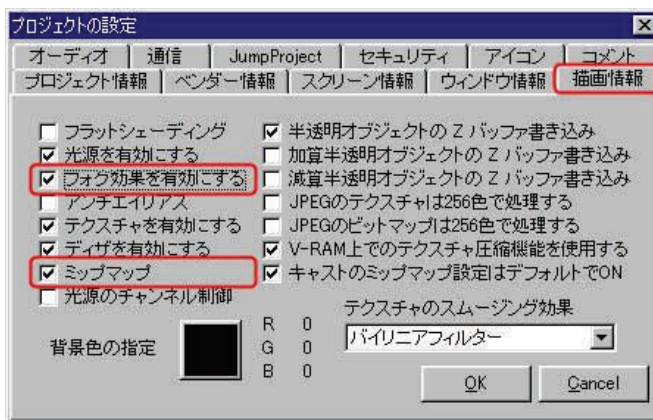 プロジェクトの設定
オーディオ 通信 JumpProject セキュリティ アイコン コメント
プロジェクト情報 ベンダー情報 スクリーン情報 ウィンドウ情報 描画情報
フラットシェーディング
光源を有効にする
フォグ効果を有効にする
アンチエイリアス
テクスチャを有効にする
ディザを有効にする
ミップマップ
光源のチャンネル制御
半透明オブジェクトの Z バッファ書き込み
加算半透明オブジェクトの Z バッファ書き込み
減算半透明オブジェクトの Z バッファ書き込み
JPEGのテクスチャは256色で処理する
JPEGのビットマップは256色で処理する
V-RAM上でのテクスチャ圧縮機能を使用する
キャストのミップマップ設定はデフォルトでON
背景色の指定
R 0
G 0
B 0
テクスチャのスムージング効果
バイリニアフィルター
OK Cancel